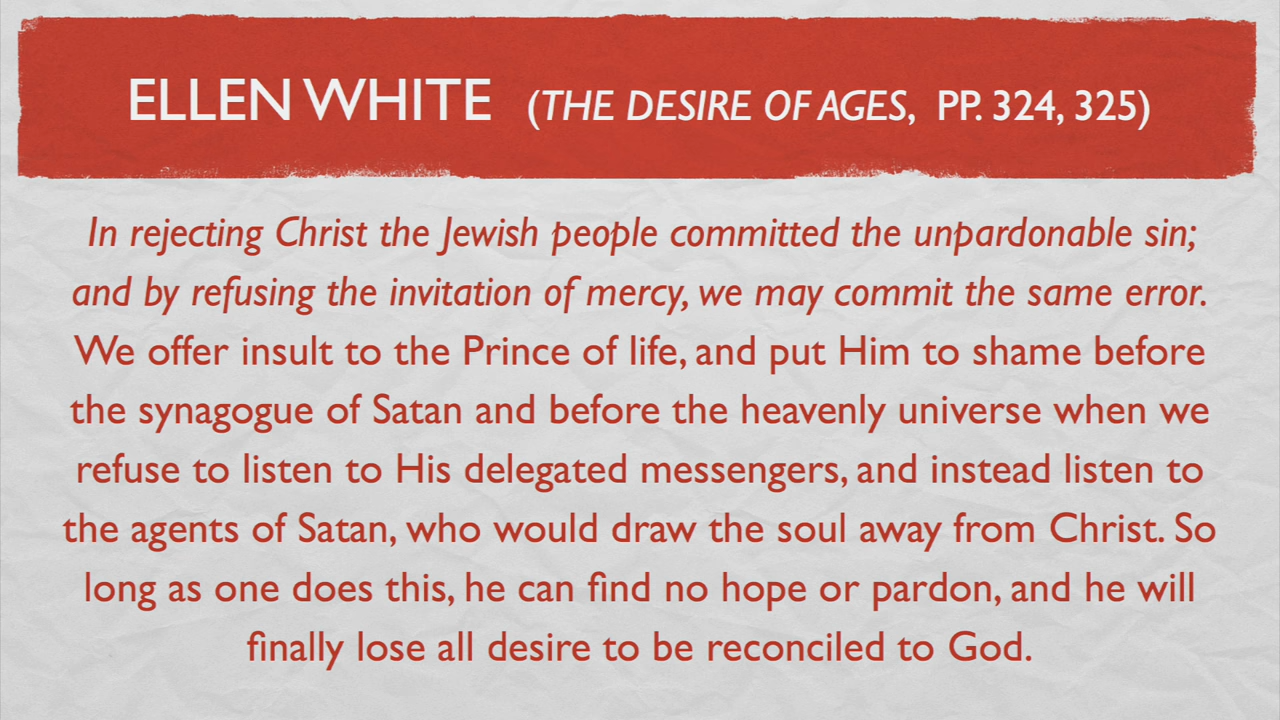 ELLEN WHITE (THE DESIRE OF AGES, PP. 324, 325)
In rejecting Christ the Jewish people committed the unpardonable sin;
and by refusing the invitation of mercy, we may commit the same error.
We offer insult to the Prince of life, and put Him to shame before
the synagogue of Satan and before the heavenly universe when we
refuse to listen to His delegated messengers, and instead listen to
the agents of Satan, who would draw the soul away from Christ. So
long as one does this, he can find no hope or pardon, and he will
finally lose all desire to be reconciled to God.